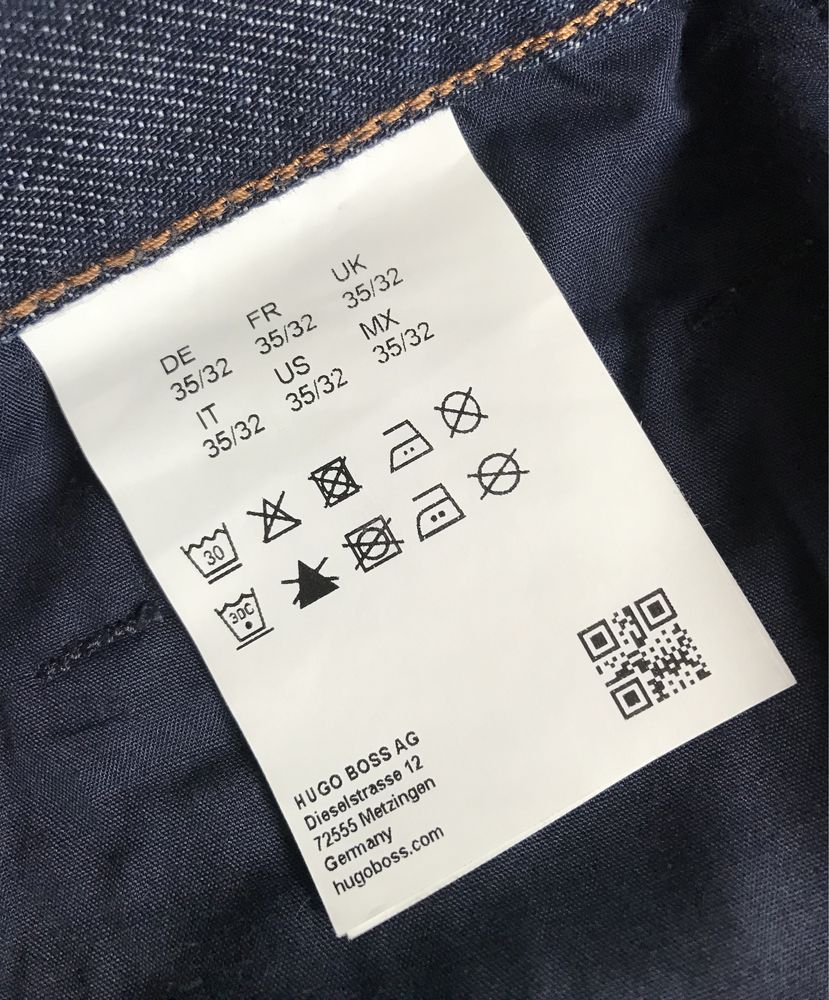 DE FR UK
35/32 35/32 35/32
IT US MX
35/32 35/32 35/32
30
30C
HUGO BOSS AG
Dieselstrasse 12
72555 Metzingen
Germany
hugoboss.com